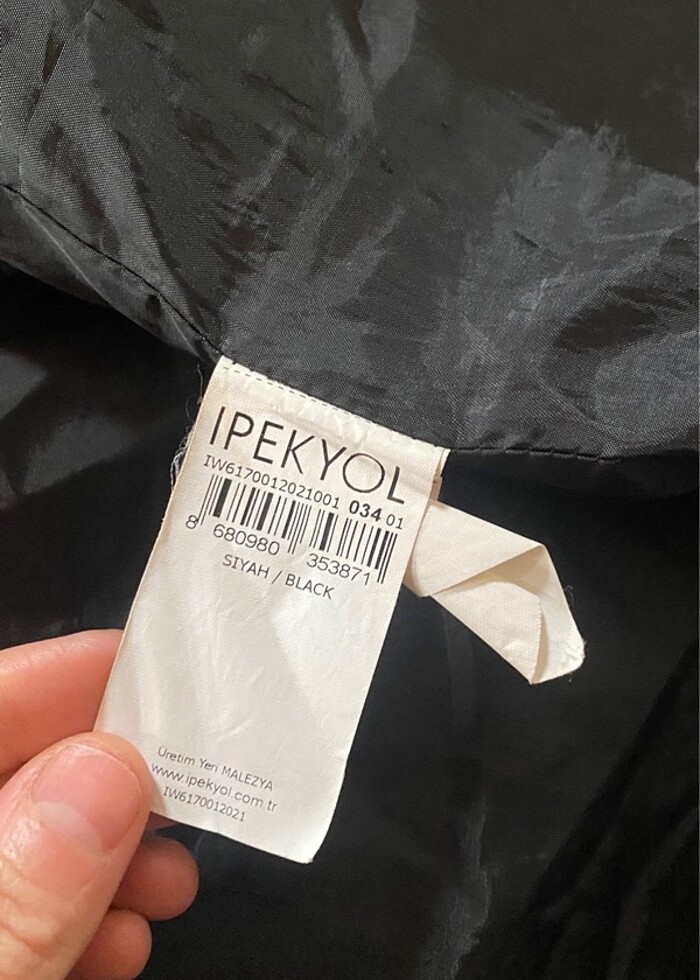 IPEKYOL
IW6170012021001 034 01
8 680980 353871
SIYAH / BLACK
Üretim Yeri MALEZYA
www.ipekyol.com.tr
IW6170012021